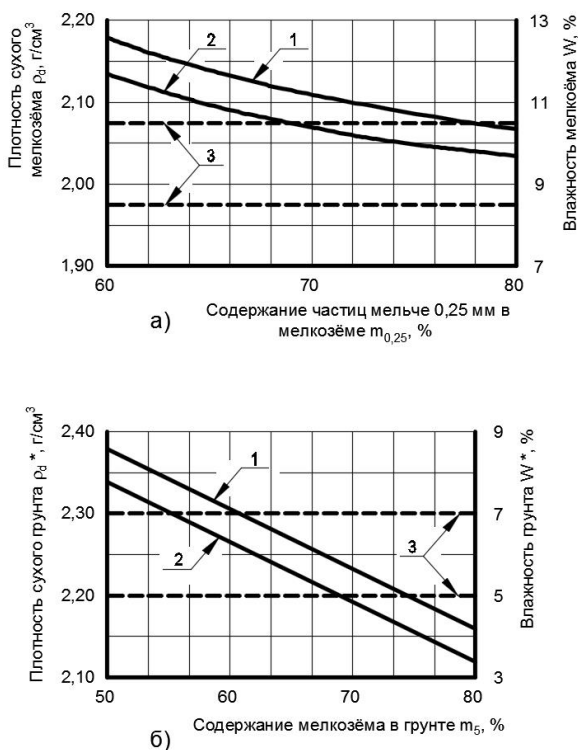 Плотность сухого
мелкозёма ρd, г/см³
2,20
2,10
2,00
1,90
2
1
3
13
11
9
7
Влажность мелкоёма W, %
60
70
80
а)
Содержание частиц мельче 0,25 мм в
мелкозёме m0,25, %
Плотность сухого грунта ρd *, г/см³
2,40
2,30
2,20
2,10
1
2
3
9
7
5
3
Влажность грунта W *, %
50
60
70
80
б)
Содержание мелкозёма в грунте m5, %